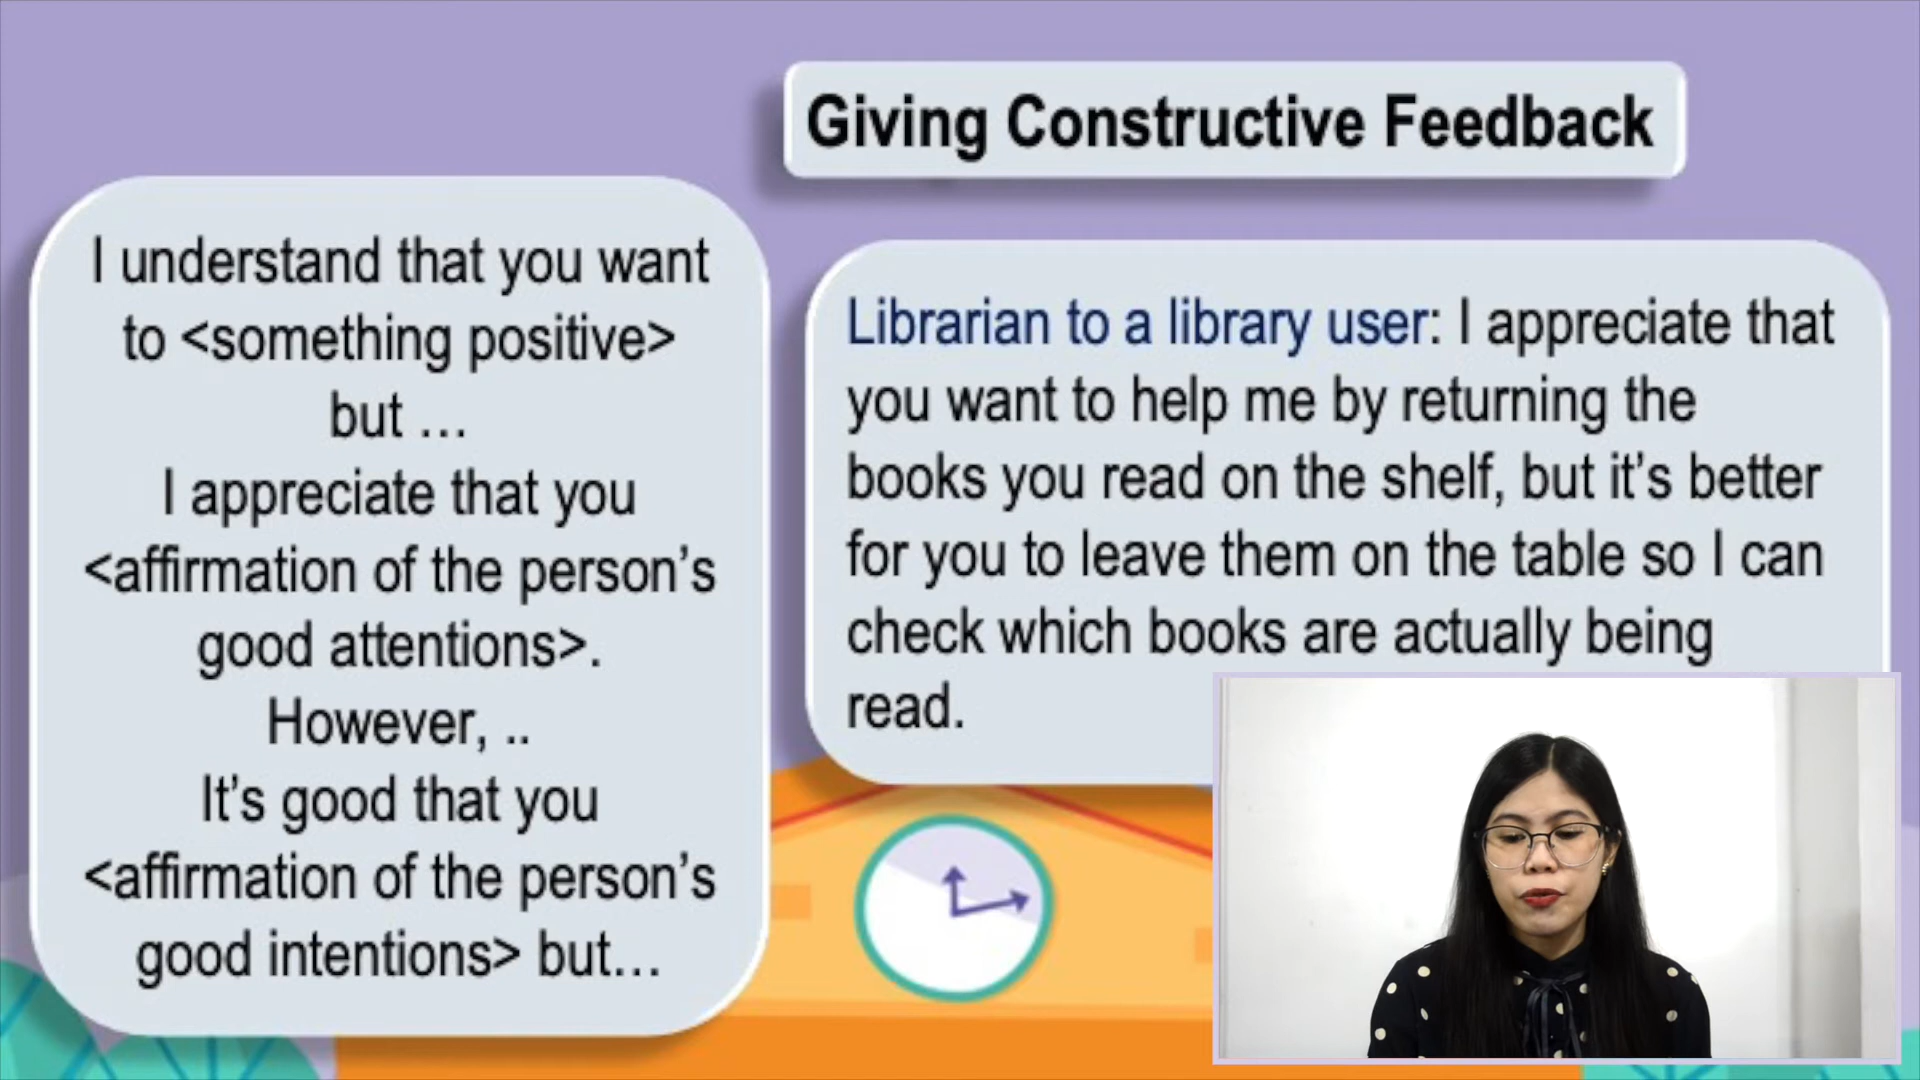 Giving Constructive Feedback
I understand that you want
to <something positive>
but ...
I appreciate that you
<affirmation of the person's
good attentions>.
However, ..
It's good that you
<affirmation of the person's
good intentions> but...
Librarian to a library user: I appreciate that
you want to help me by returning the
books you read on the shelf, but it's better
for you to leave them on the table so I can
check which books are actually being
read.